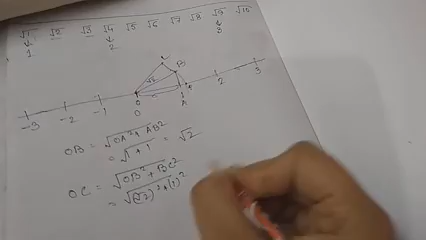 √1 √2 √3 √4 √5 √6 √7 √8 √9 √10
1 2 3
C B
√2
-3 -2 -1 0 1 2 3
O A
OB = √OA²+AB²
= √1+1 = √2
OC = √OB²+BC²
= √(√2)²+(1)²